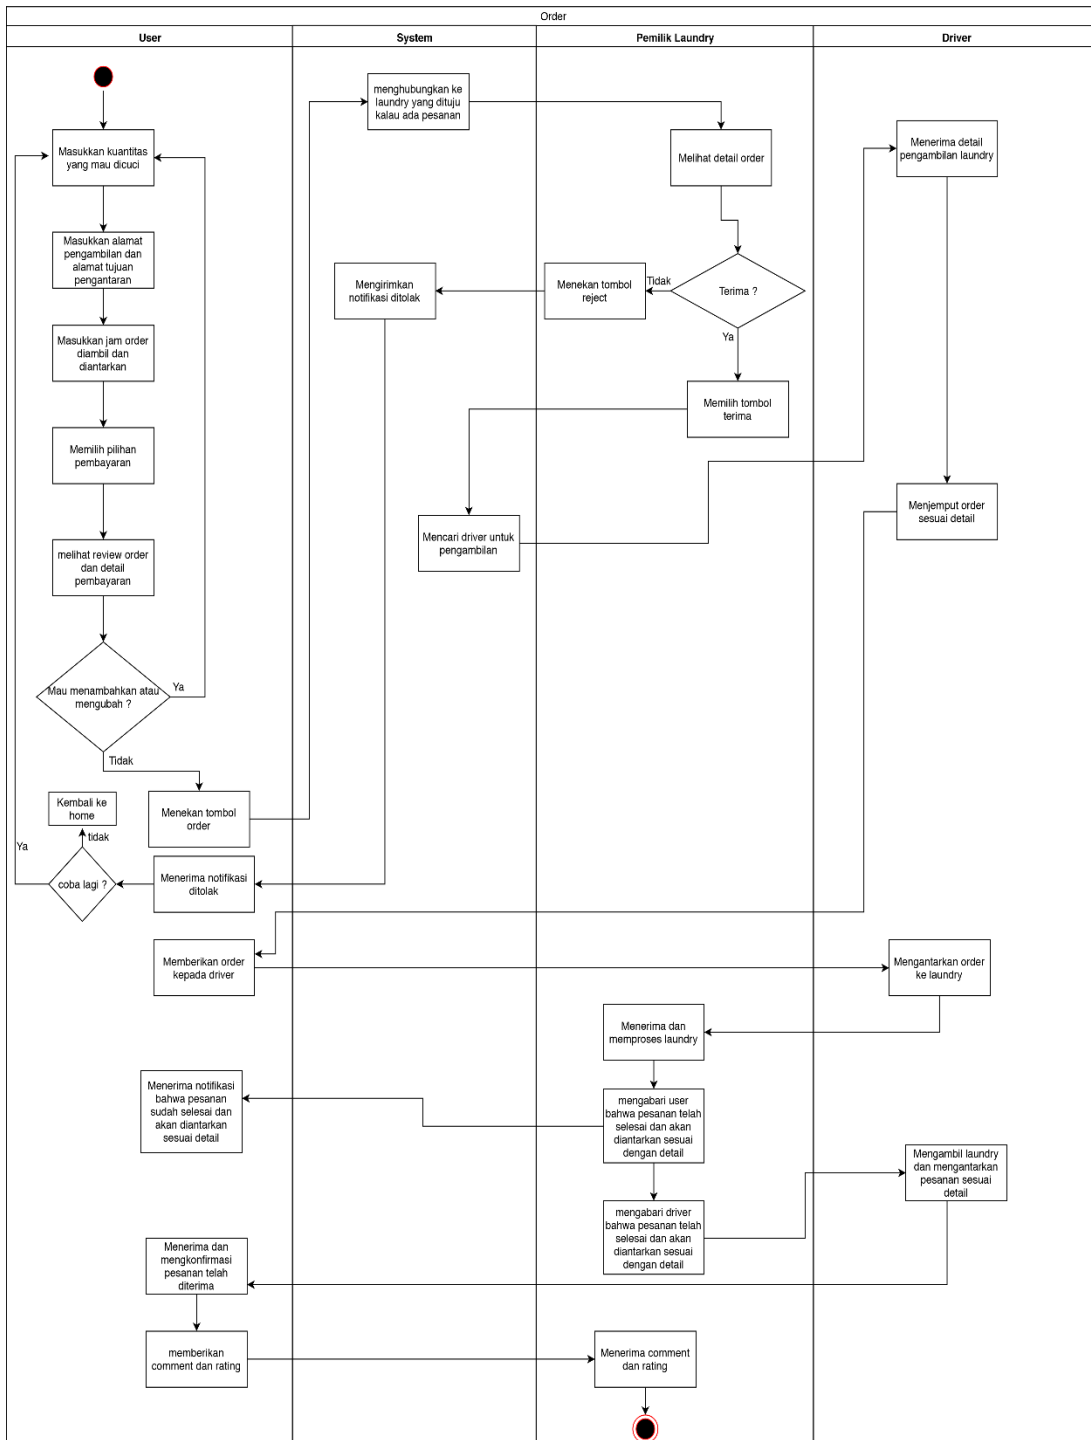 Order
User
System
Pemilik Laundry
Driver
menghubungkan ke
laundry yang dituju
kalau ada pesanan
Masukkan kuantitas
yang mau dicuci
Melihat detail order
Menerima detail
pengambilan laundry
Masukkan alamat
pengambilan dan
alamat tujuan
pengantaran
Mengirimkan
notifikasi ditolak
Menekan tombol
reject
Tidak
Terima ?
Ya
Masukkan jam order
diambil dan
diantarkan
Memilih tombol
terima
Memilih pilihan
pembayaran
Mencari driver untuk
pengambilan
Menjemput order
sesuai detail
melihat review order
dan detail
pembayaran
Mau menambahkan atau
mengubah ?
Ya
Tidak
Menekan tombol
order
Kembali ke
home
tidak
Ya
coba lagi ?
Menerima notifikasi
ditolak
Memberikan order
kepada driver
Mengantarkan order
ke laundry
Menerima dan
memproses laundry
Menerima notifikasi
bahwa pesanan
sudah selesai dan
akan diantarkan
sesuai detail
mengabari user
bahwa pesanan telah
selesai dan akan
diantarkan sesuai
dengan detail
Mengambil laundry
dan mengantarkan
pesanan sesuai
detail
mengabari driver
bahwa pesanan telah
selesai dan akan
diantarkan sesuai
dengan detail
Menerima dan
mengkonfirmasi
pesanan telah
diterima
memberikan
comment dan rating
Menerima comment
dan rating